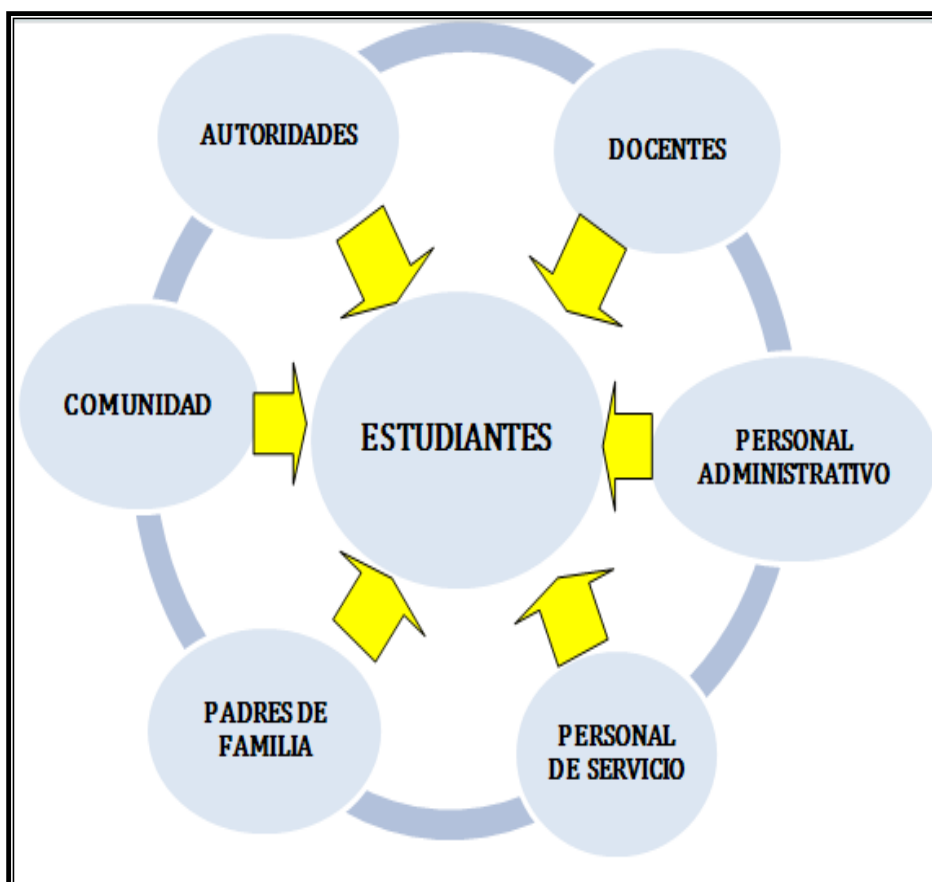 AUTORIDADES
DOCENTES
COMUNIDAD
ESTUDIANTES
PERSONAL
ADMINISTRATIVO
PADRES DE
FAMILIA
PERSONAL
DE SERVICIO